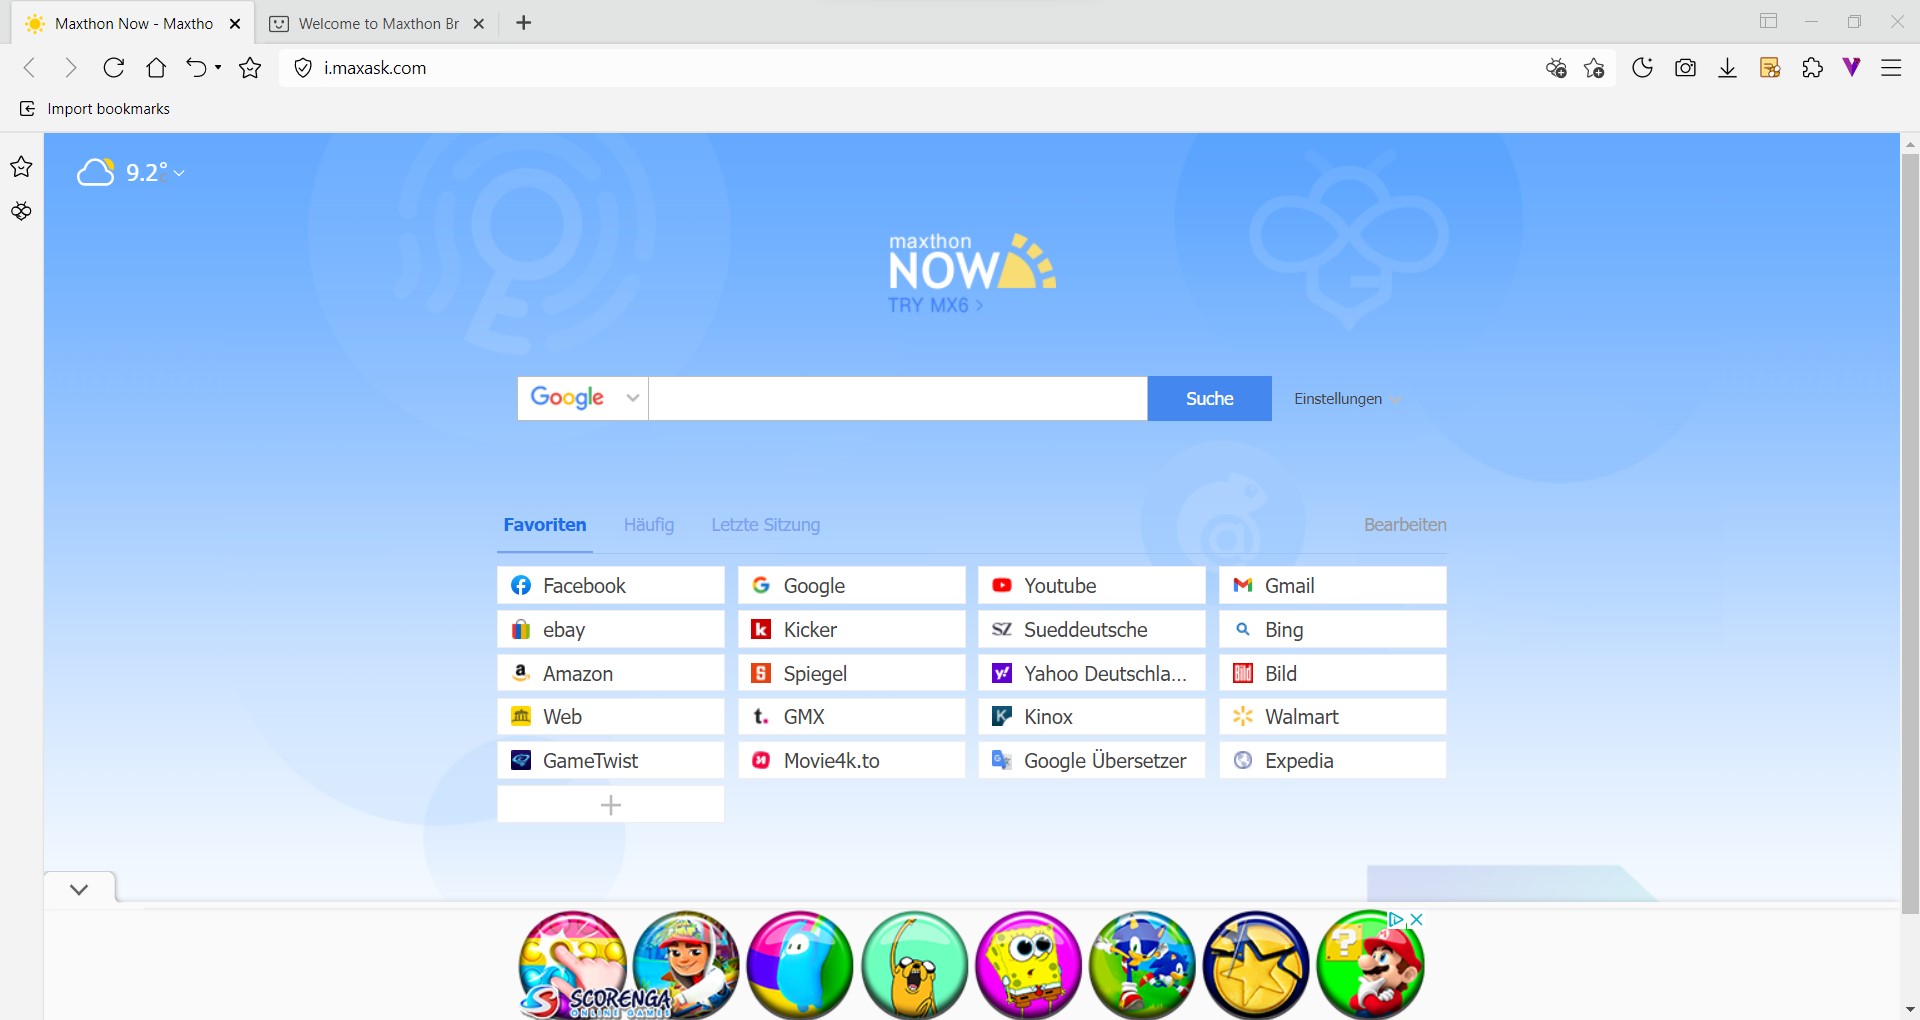 Maxthon Now - Maxtho
Welcome to Maxthon Br
i.maxask.com
Import bookmarks
9.2°
maxthon
NOW
TRY MX6 >
Google
Suche
Einstellungen
Favoriten Häufig Letzte Sitzung Bearbeiten
Facebook Google Youtube Gmail
ebay Kicker Sueddeutsche Bing
Amazon Spiegel Yahoo Deutschla... Bild
Web GMX Kinox Walmart
GameTwist Movie4k.to Google Übersetzer Expedia
SCORENGA
ONLINE GAMES